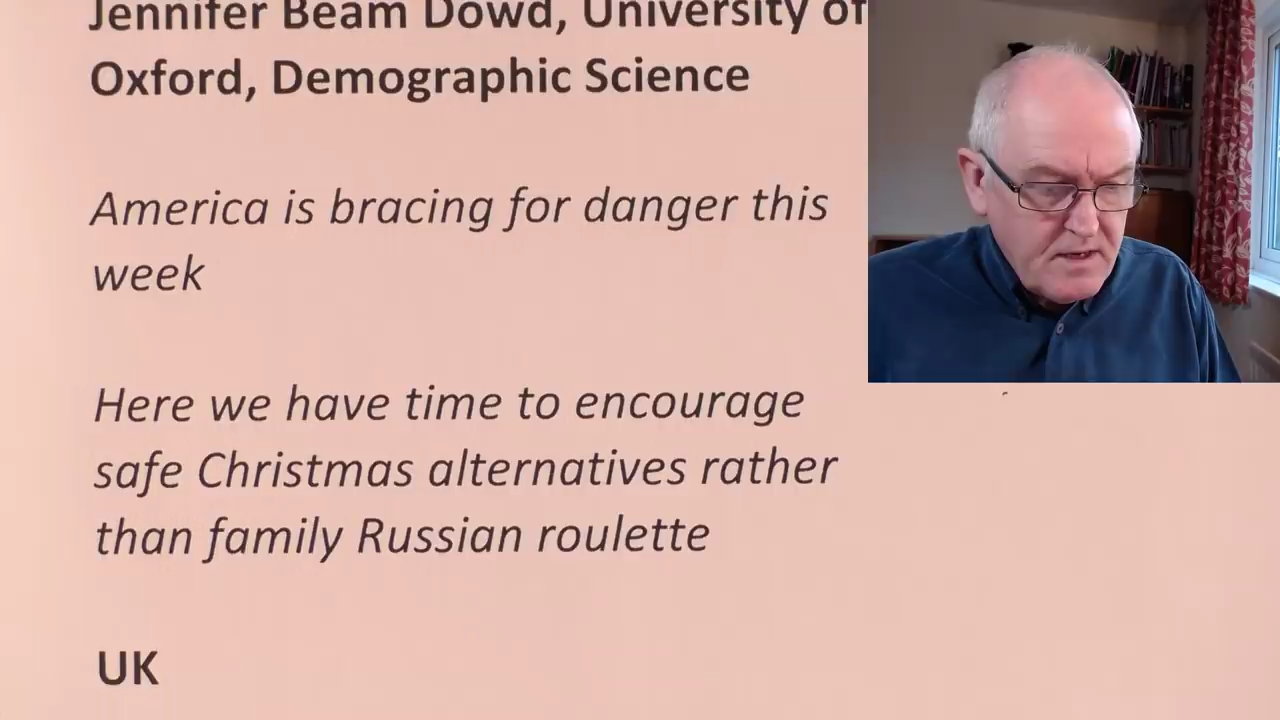 Jennifer Beam Dowd, University of
Oxford, Demographic Science
America is bracing for danger this
week
Here we have time to encourage
safe Christmas alternatives rather
than family Russian roulette
UK